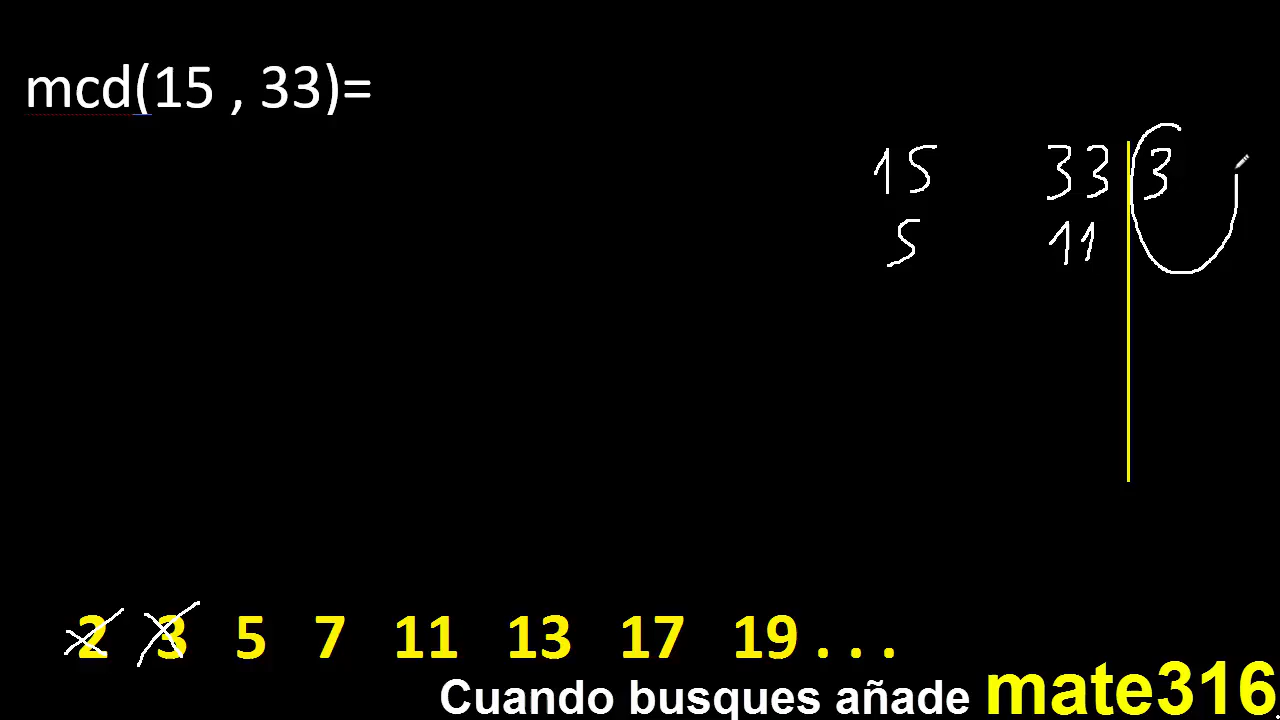 mcd(15 , 33)=
15 33 3
5 11
2 3 5 7 11 13 17 19 . . .
Cuando busques añade mate316